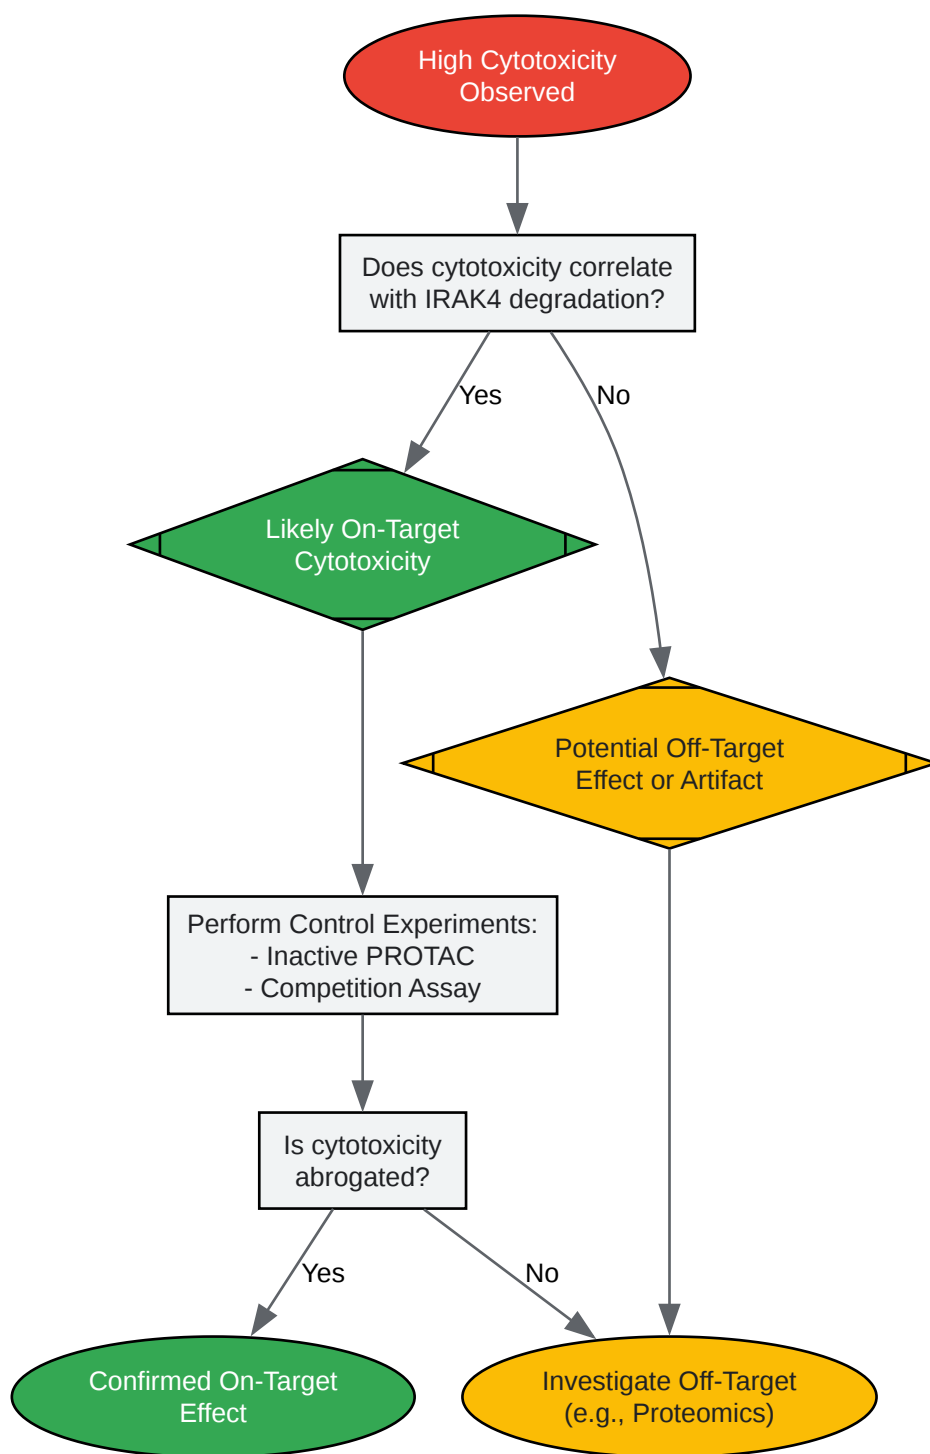 High Cytotoxicity
Observed
Does cytotoxicity correlate
with IRAK4 degradation?
Yes
No
Likely On-Target
Cytotoxicity
Potential Off-Target
Effect or Artifact
Perform Control Experiments:
- Inactive PROTAC
- Competition Assay
Is cytotoxicity
abrogated?
Yes
No
Confirmed On-Target
Effect
Investigate Off-Target
(e.g., Proteomics)